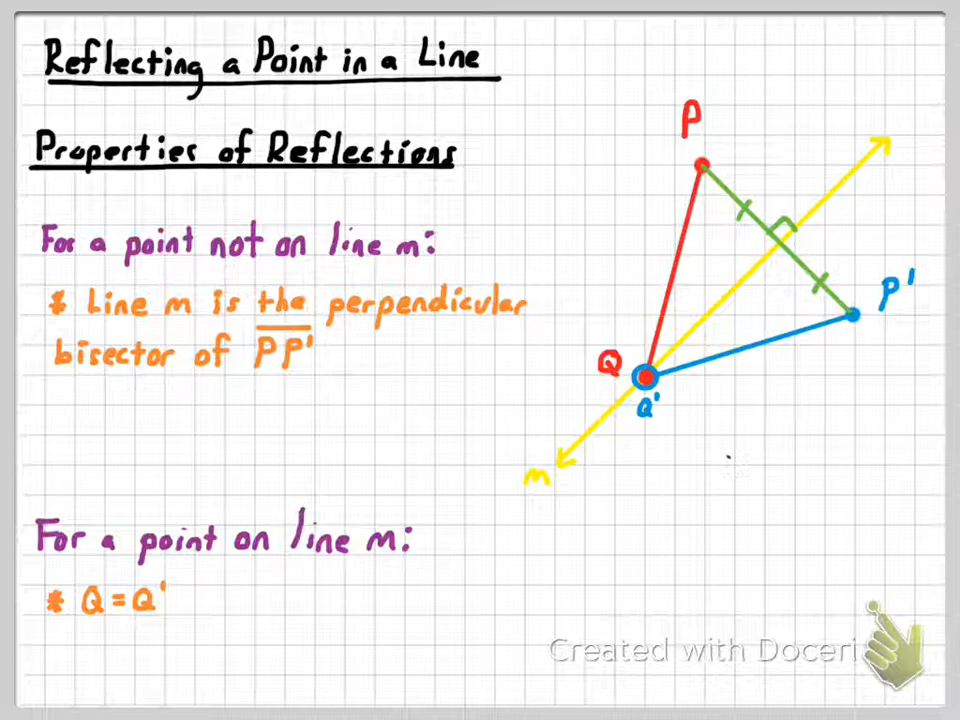 Reflecting a Point in a Line
Properties of Reflections
For a point not on line m:
* Line m is the perpendicular
bisector of PP'
For a point on line m:
* Q = Q'
P
P'
Q
Q'
m
Created with Doceri